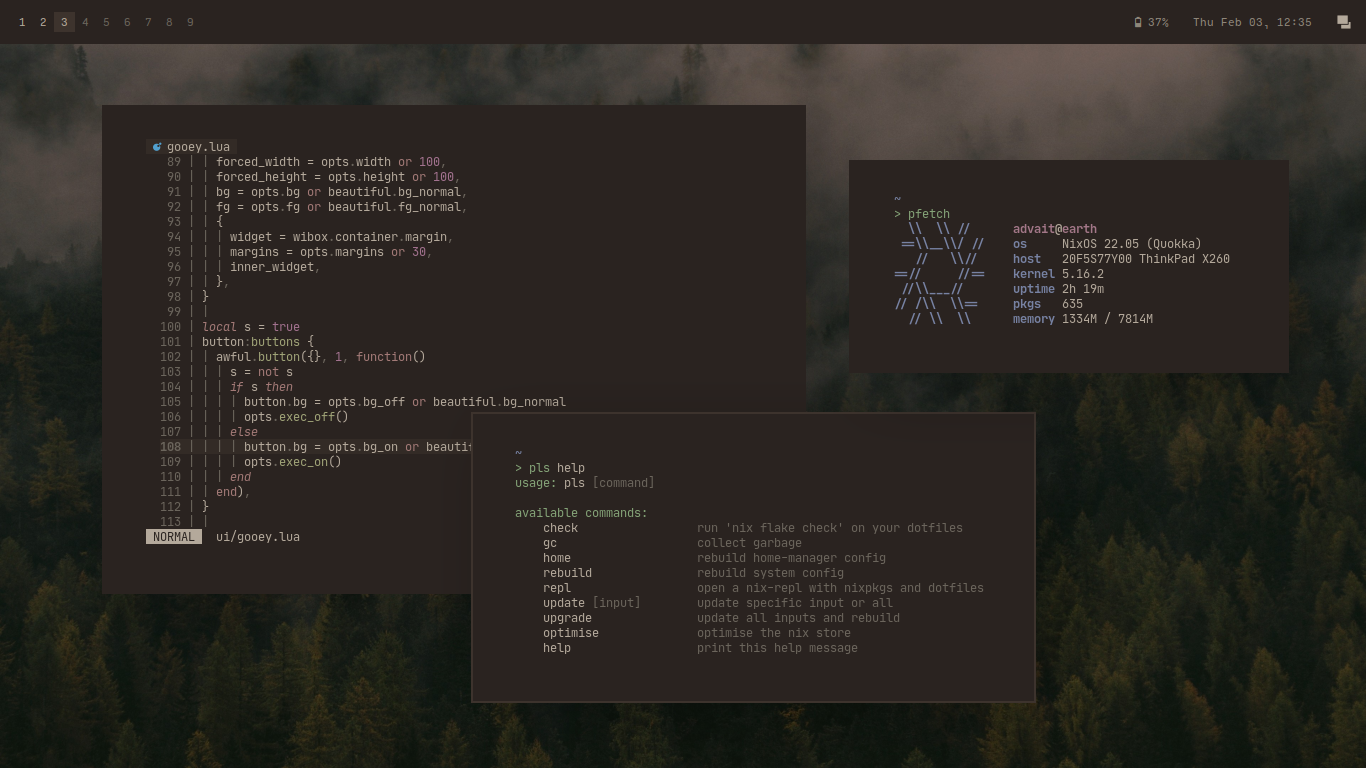 1 2 3 4 5 6 7 8 9
37% Thu Feb 03, 12:35
gooey.lua
89 | | forced_width = opts.width or 100,
90 | | forced_height = opts.height or 100,
91 | | bg = opts.bg or beautiful.bg_normal,
92 | | fg = opts.fg or beautiful.fg_normal,
93 | | {
94 | | | widget = wibox.container.margin,
95 | | | margins = opts.margins or 30,
96 | | | inner_widget,
97 | | },
98 | }
99 | |
100 | local s = true
101 | button:buttons {
102 | | awful.button({}, 1, function()
103 | | | s = not s
104 | | | if s then
105 | | | | button.bg = opts.bg_off or beautiful.bg_normal
106 | | | | opts.exec_off()
107 | | | else
108 | | | | button.bg = opts.bg_on or beautif
109 | | | | opts.exec_on()
110 | | | end
111 | | end),
112 | }
113 | |
NORMAL ui/gooey.lua
~
> pfetch
\\ \\ // advait@earth
==\\__\\/ // os NixOS 22.05 (Quokka)
// \\// host 20F5S77Y00 ThinkPad X260
==// //== kernel 5.16.2
//\\___// uptime 2h 19m
// /\\ \\== pkgs 635
// \\ \\ memory 1334M / 7814M
~
> pls help
usage: pls [command]
available commands:
check run 'nix flake check' on your dotfiles
gc collect garbage
home rebuild home-manager config
rebuild rebuild system config
repl open a nix-repl with nixpkgs and dotfiles
update [input] update specific input or all
upgrade update all inputs and rebuild
optimise optimise the nix store
help print this help message